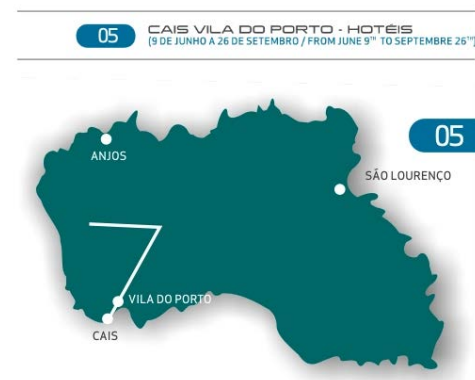 05
CAIS VILA DO PORTO - HOTÉIS
(9 DE JUNHO A 26 DE SETEMBRO / FROM JUNE 9TH TO SEPTEMBRE 26TH)
05
ANJOS
SÃO LOURENÇO
VILA DO PORTO
CAIS